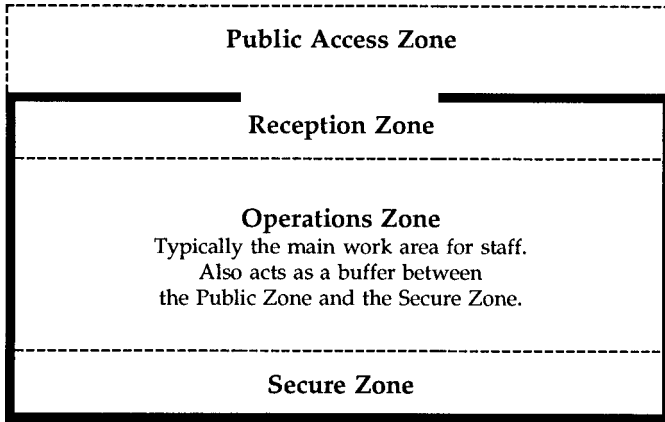 Public Access Zone
Reception Zone
Operations Zone
Typically the main work area for staff.
Also acts as a buffer between
the Public Zone and the Secure Zone.
Secure Zone